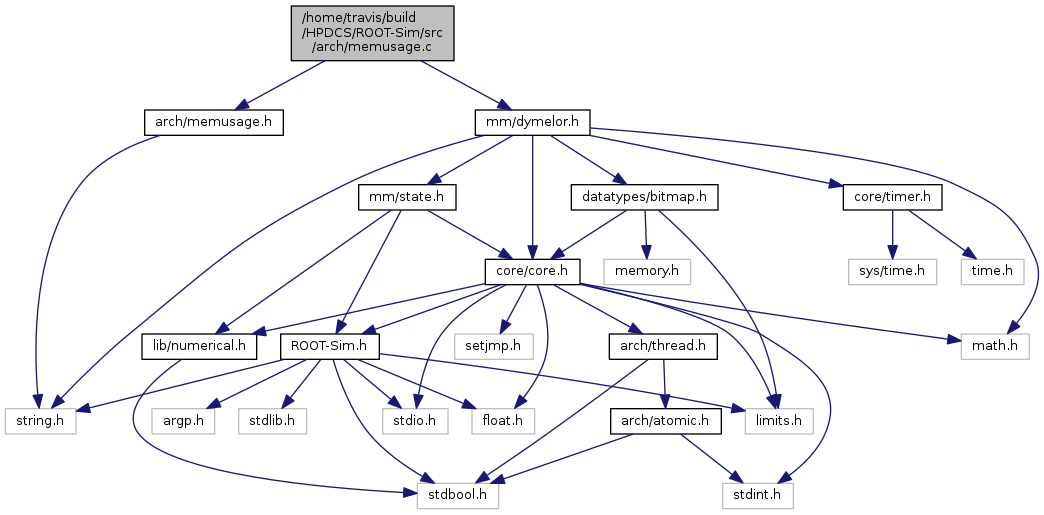 /home/travis/build
/HPDCS/ROOT-Sim/src
/arch/memusage.c
arch/memusage.h
mm/dymelor.h
mm/state.h
datatypes/bitmap.h
core/timer.h
core/core.h
memory.h
sys/time.h
time.h
lib/numerical.h
ROOT-Sim.h
setjmp.h
arch/thread.h
math.h
string.h
argp.h
stdlib.h
stdio.h
float.h
arch/atomic.h
limits.h
stdbool.h
stdint.h